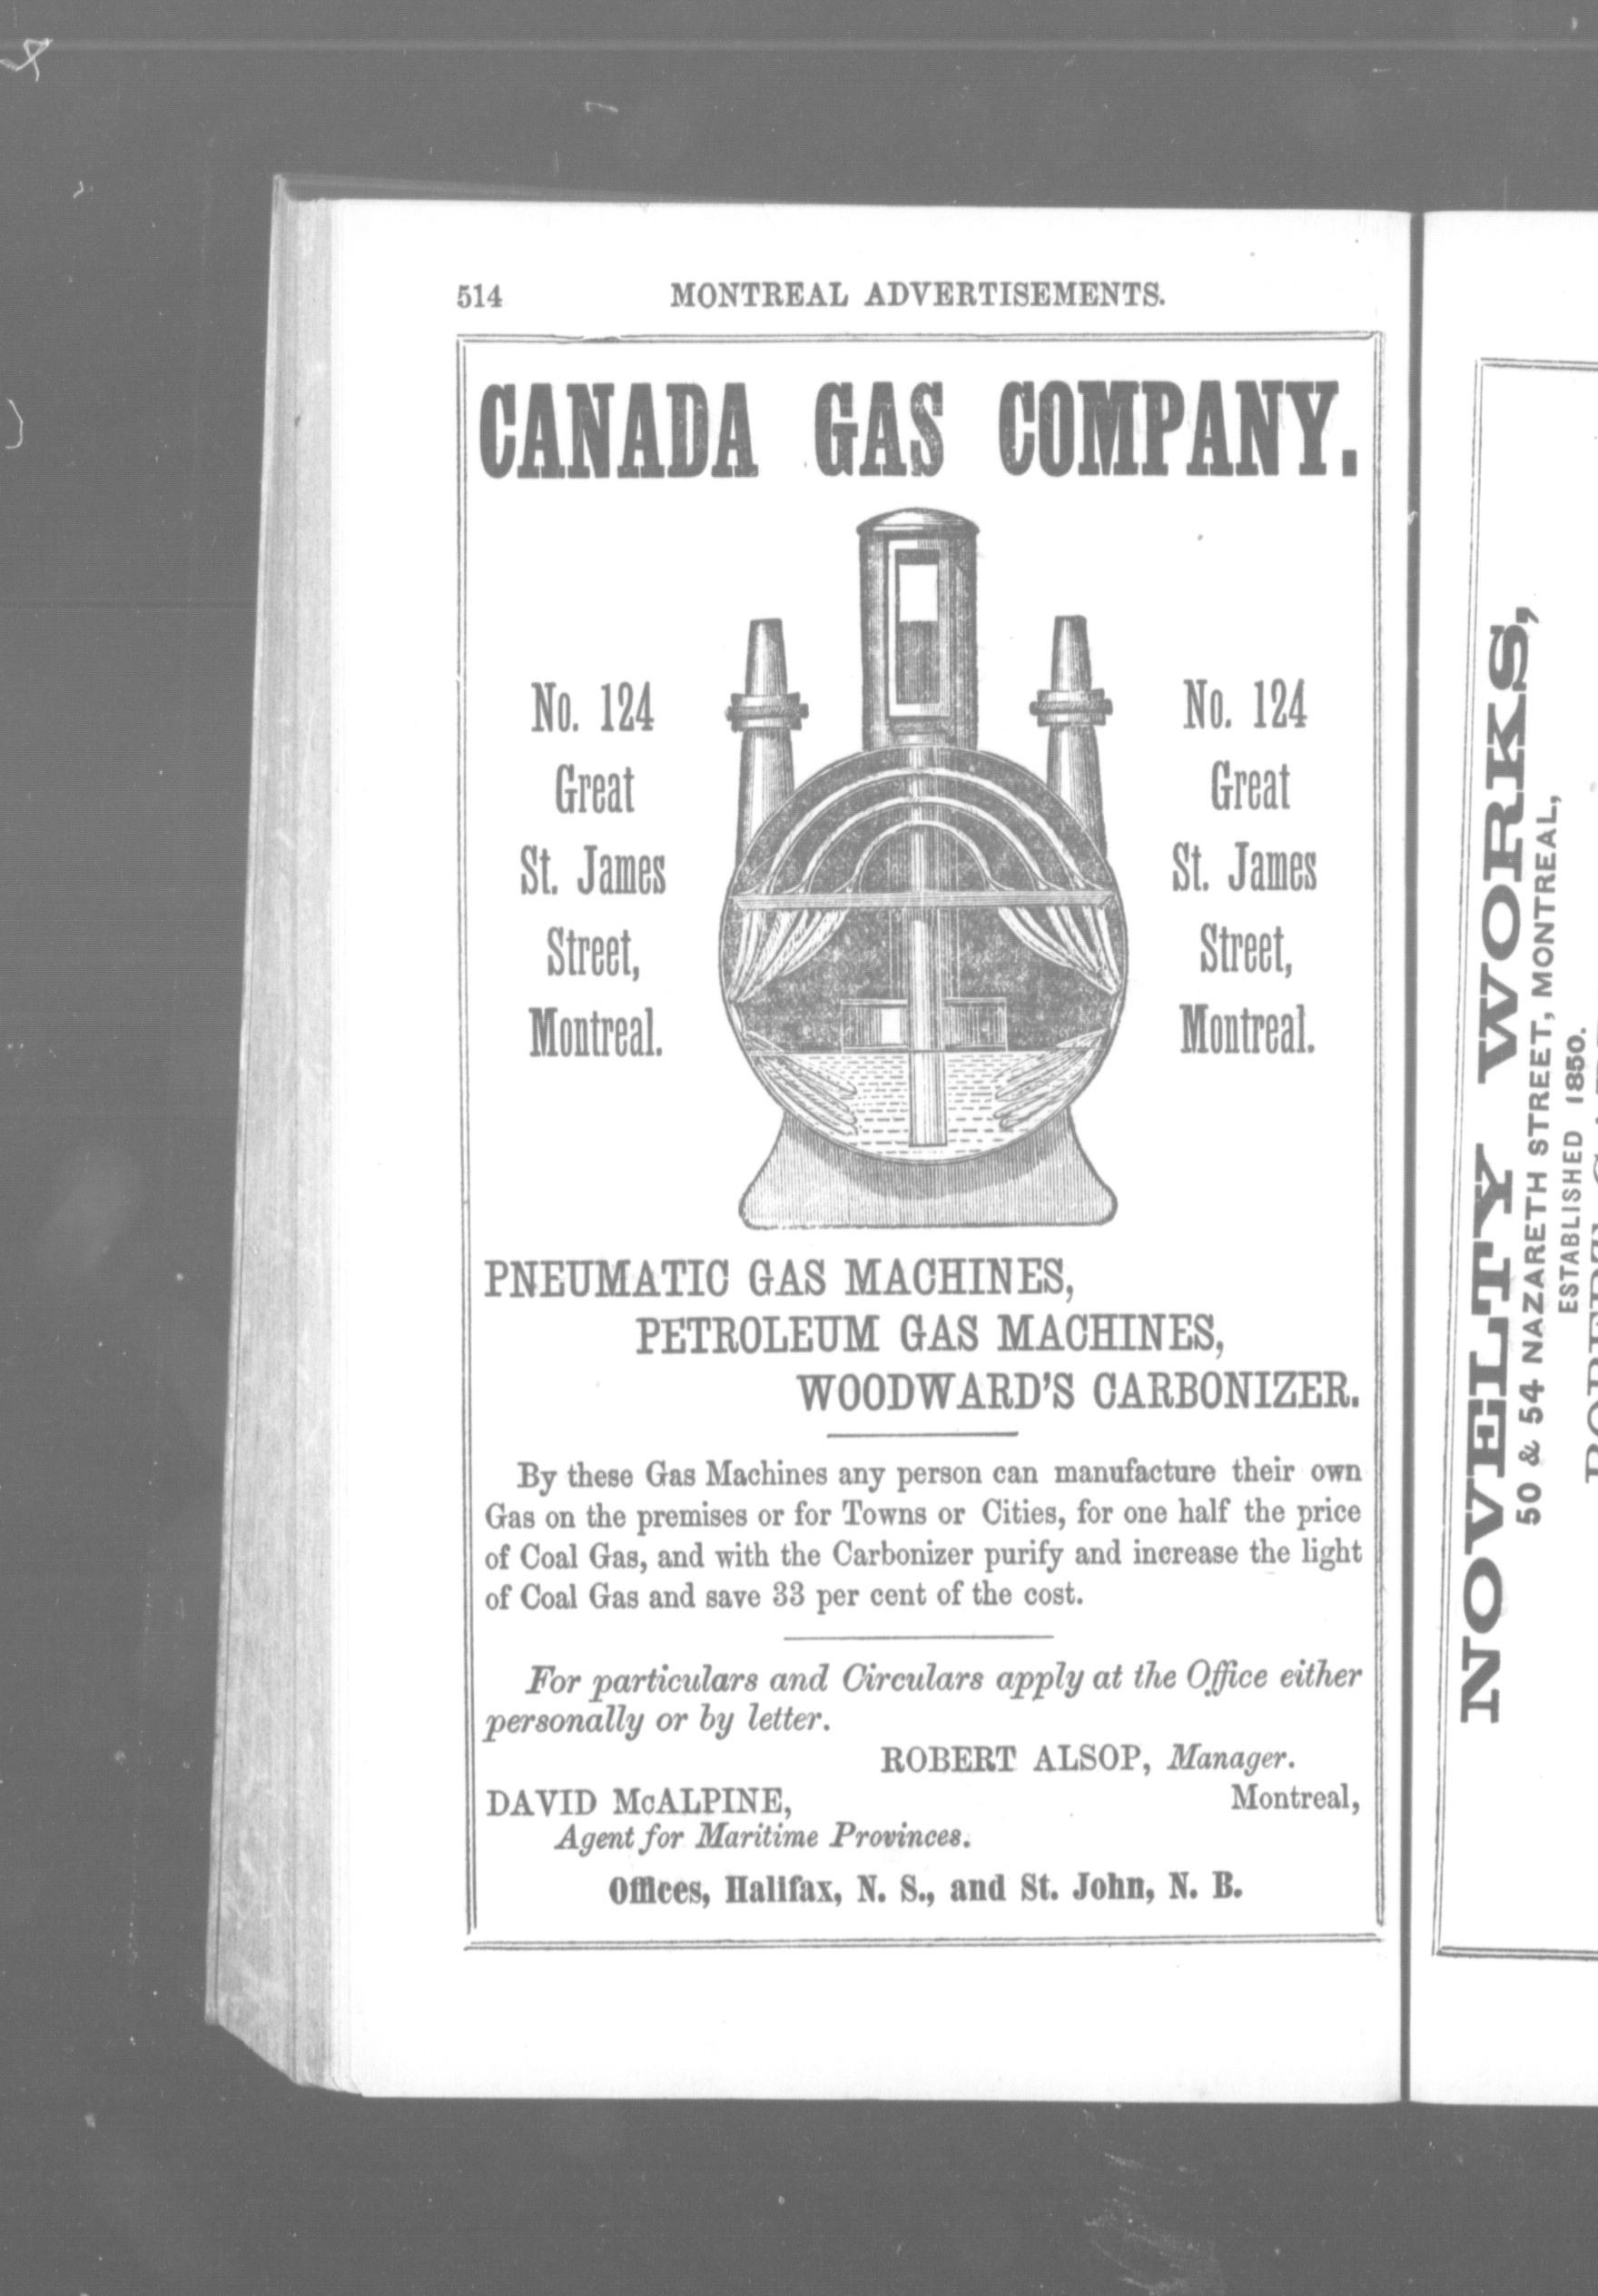 514 MONTREAL ADVERTISEMENTS.
CANADA GAS COMPANY.
No. 124
Great
St. James
Street,
Montreal.
No. 124
Great
St. James
Street,
Montreal.
PNEUMATIC GAS MACHINES,
PETROLEUM GAS MACHINES,
WOODWARD'S CARBONIZER.
By these Gas Machines any person can manufacture their own
Gas on the premises or for Towns or Cities, for one half the price
of Coal Gas, and with the Carbonizer purify and increase the light
of Coal Gas and save 33 per cent of the cost.
For particulars and Circulars apply at the Office either
personally or by letter.
ROBERT ALSOP, Manager.
DAVID McALPINE, Montreal,
Agent for Maritime Provinces.
Offices, Halifax, N. S., and St. John, N. B.
NOVELTY WORKS,
50 & 54 NAZARETH STREET, MONTREAL,
ESTABLISHED 1850.